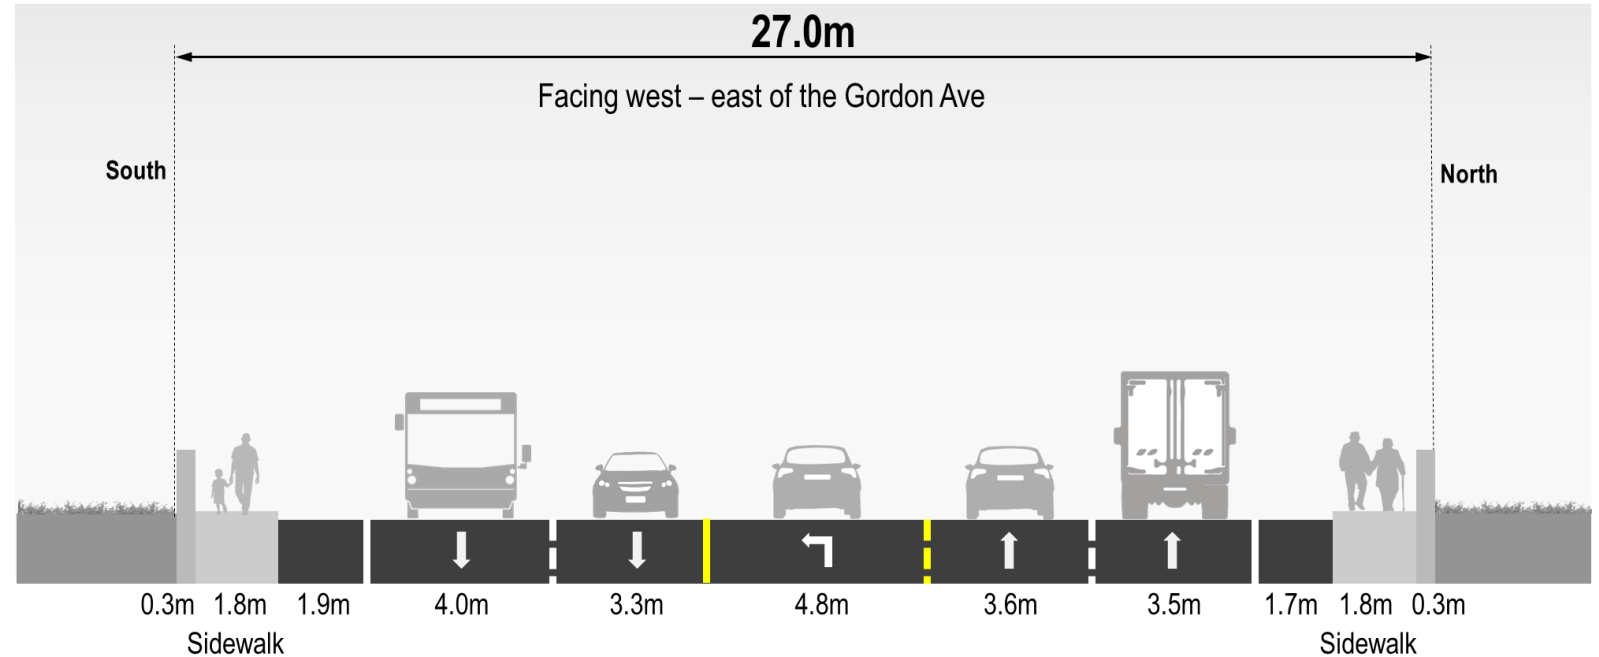 27.0m
Facing west – east of the Gordon Ave
South
North
0.3m 1.8m 1.9m 4.0m 3.3m 4.8m 3.6m 3.5m 1.7m 1.8m 0.3m
Sidewalk Sidewalk